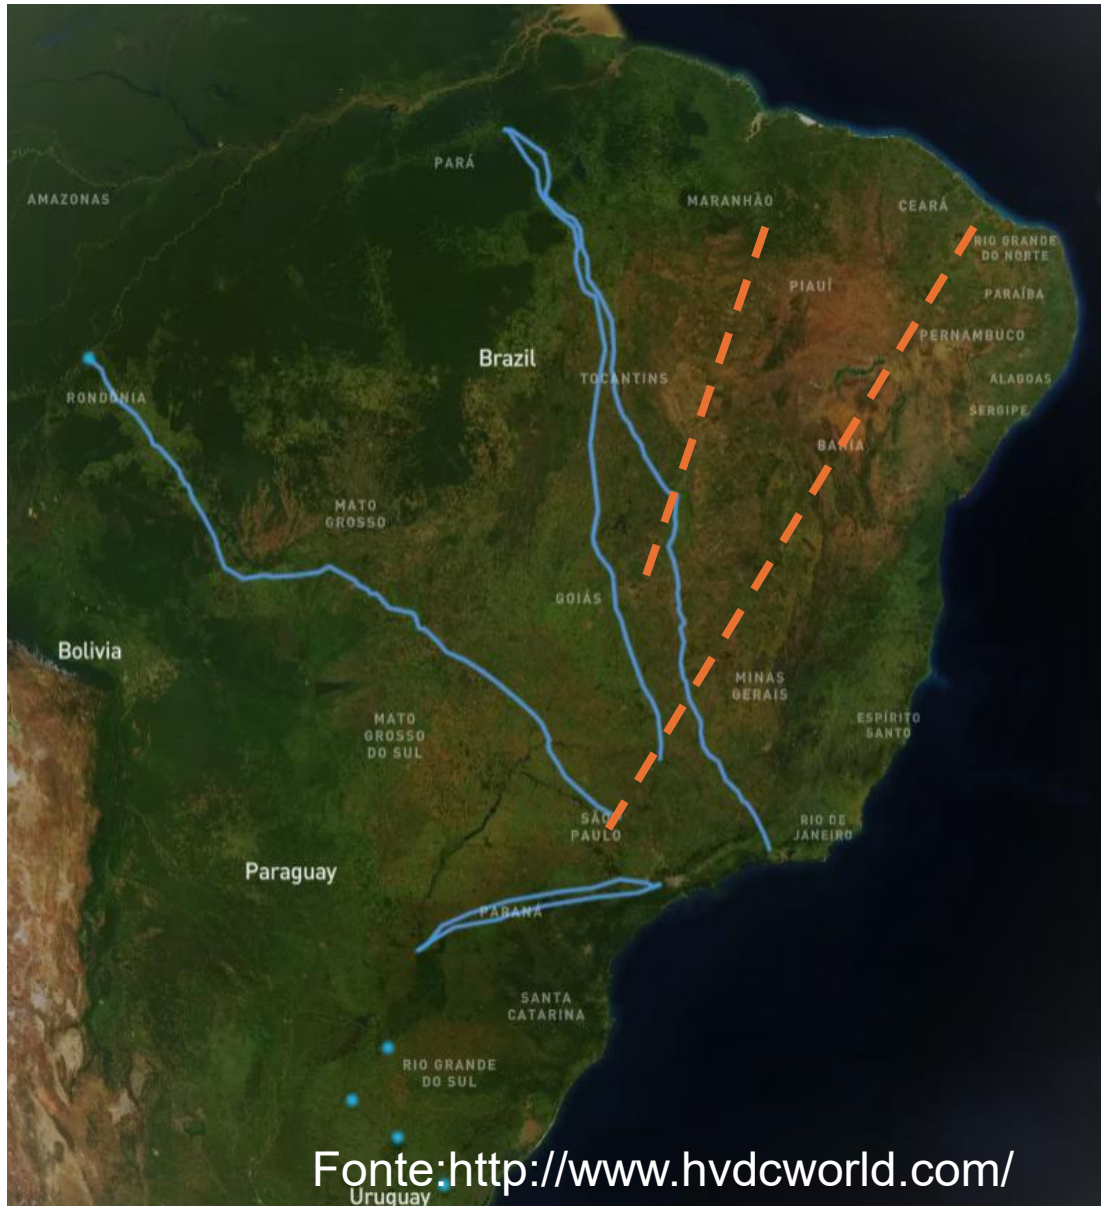 PARÁ
AMAZONAS
MARANHÃO
CEARÁ
RIO GRANDE
DO NORTE
PIAUÍ
PARAÍBA
PERNAMBUCO
Brazil
TOCANTINS
ALAGOAS
RONDÔNIA
SERGIPE
BAHIA
MATO
GROSSO
GOIÁS
Bolivia
MINAS
GERAIS
MATO
GROSSO
DO SUL
ESPÍRITO
SANTO
SÃO
PAULO
RIO DE
JANEIRO
Paraguay
PARANÁ
SANTA
CATARINA
RIO GRANDE
DO SUL
Fonte:http://www.hvdcworld.com/
Uruguay